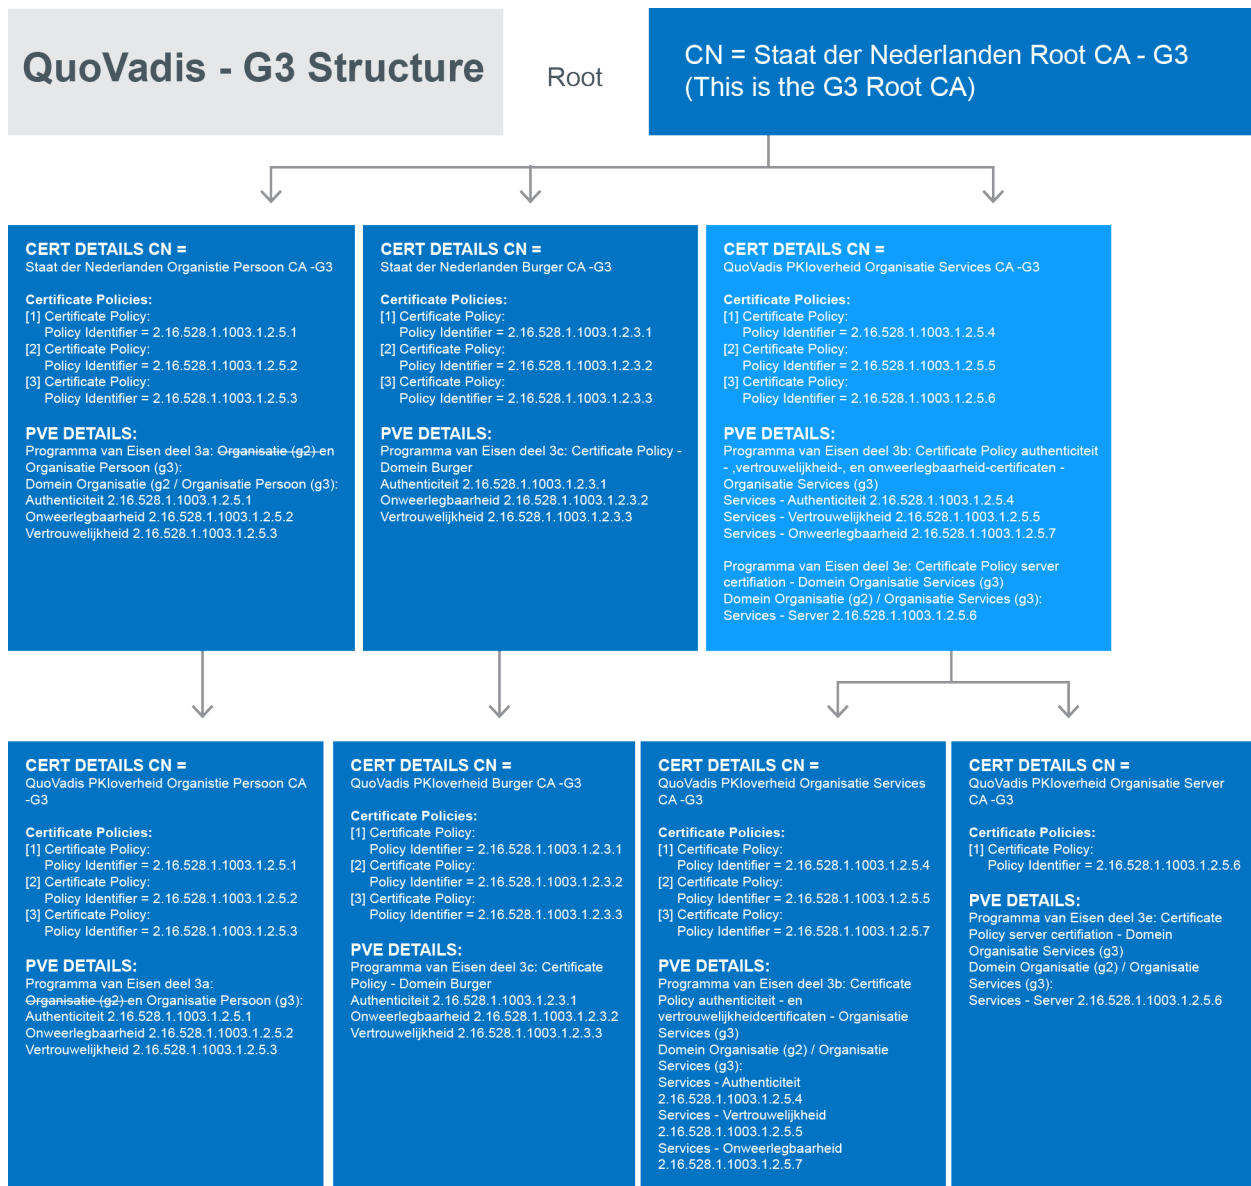 QuoVadis - G3 Structure
Root
CN = Staat der Nederlanden Root CA - G3
(This is the G3 Root CA)
CERT DETAILS CN =
Staat der Nederlanden Organistie Persoon CA -G3
Certificate Policies:
[1] Certificate Policy:
Policy Identifier = 2.16.528.1.1003.1.2.5.1
[2] Certificate Policy:
Policy Identifier = 2.16.528.1.1003.1.2.5.2
[3] Certificate Policy:
Policy Identifier = 2.16.528.1.1003.1.2.5.3
PVE DETAILS:
Programma van Eisen deel 3a: Organisatie (g2) en
Organisatie Persoon (g3):
Domein Organisatie (g2 / Organisatie Persoon (g3):
Authenticiteit 2.16.528.1.1003.1.2.5.1
Onweerlegbaarheid 2.16.528.1.1003.1.2.5.2
Vertrouwelijkheid 2.16.528.1.1003.1.2.5.3
CERT DETAILS CN =
Staat der Nederlanden Burger CA -G3
Certificate Policies:
[1] Certificate Policy:
Policy Identifier = 2.16.528.1.1003.1.2.3.1
[2] Certificate Policy:
Policy Identifier = 2.16.528.1.1003.1.2.3.2
[3] Certificate Policy:
Policy Identifier = 2.16.528.1.1003.1.2.3.3
PVE DETAILS:
Programma van Eisen deel 3c: Certificate Policy -
Domein Burger
Authenticiteit 2.16.528.1.1003.1.2.3.1
Onweerlegbaarheid 2.16.528.1.1003.1.2.3.2
Vertrouwelijkheid 2.16.528.1.1003.1.2.3.3
CERT DETAILS CN =
QuoVadis PKIoverheid Organisatie Services CA -G3
Certificate Policies:
[1] Certificate Policy:
Policy Identifier = 2.16.528.1.1003.1.2.5.4
[2] Certificate Policy:
Policy Identifier = 2.16.528.1.1003.1.2.5.5
[3] Certificate Policy:
Policy Identifier = 2.16.528.1.1003.1.2.5.6
PVE DETAILS:
Programma van Eisen deel 3b: Certificate Policy authenticiteit
- ,vertrouwelijkheid-, en onweerlegbaarheid-certificaten -
Organisatie Services (g3)
Services - Authenticiteit 2.16.528.1.1003.1.2.5.4
Services - Vertrouwelijkheid 2.16.528.1.1003.1.2.5.5
Services - Onweerlegbaarheid 2.16.528.1.1003.1.2.5.7
Programma van Eisen deel 3e: Certificate Policy server
certifiation - Domein Organisatie Services (g3)
Domein Organisatie (g2) / Organisatie Services (g3):
Services - Server 2.16.528.1.1003.1.2.5.6
CERT DETAILS CN =
QuoVadis PKIoverheid Organistie Persoon CA
-G3
Certificate Policies:
[1] Certificate Policy:
Policy Identifier = 2.16.528.1.1003.1.2.5.1
[2] Certificate Policy:
Policy Identifier = 2.16.528.1.1003.1.2.5.2
[3] Certificate Policy:
Policy Identifier = 2.16.528.1.1003.1.2.5.3
PVE DETAILS:
Programma van Eisen deel 3a:
Organisatie (g2) en Organisatie Persoon (g3):
Authenticiteit 2.16.528.1.1003.1.2.5.1
Onweerlegbaarheid 2.16.528.1.1003.1.2.5.2
Vertrouwelijkheid 2.16.528.1.1003.1.2.5.3
CERT DETAILS CN =
QuoVadis PKIoverheid Burger CA -G3
Certificate Policies:
[1] Certificate Policy:
Policy Identifier = 2.16.528.1.1003.1.2.3.1
[2] Certificate Policy:
Policy Identifier = 2.16.528.1.1003.1.2.3.2
[3] Certificate Policy:
Policy Identifier = 2.16.528.1.1003.1.2.3.3
PVE DETAILS:
Programma van Eisen deel 3c: Certificate
Policy - Domein Burger
Authenticiteit 2.16.528.1.1003.1.2.3.1
Onweerlegbaarheid 2.16.528.1.1003.1.2.3.2
Vertrouwelijkheid 2.16.528.1.1003.1.2.3.3
CERT DETAILS CN =
QuoVadis PKIoverheid Organisatie Services
CA -G3
Certificate Policies:
[1] Certificate Policy:
Policy Identifier = 2.16.528.1.1003.1.2.5.4
[2] Certificate Policy:
Policy Identifier = 2.16.528.1.1003.1.2.5.5
[3] Certificate Policy:
Policy Identifier = 2.16.528.1.1003.1.2.5.7
PVE DETAILS:
Programma van Eisen deel 3b: Certificate
Policy authenticiteit - en
vertrouwelijkheidcertificaten - Organisatie
Services (g3)
Domein Organisatie (g2) / Organisatie
Services (g3):
Services - Authenticiteit
2.16.528.1.1003.1.2.5.4
Services - Vertrouwelijkheid
2.16.528.1.1003.1.2.5.5
Services - Onweerlegbaarheid
2.16.528.1.1003.1.2.5.7
CERT DETAILS CN =
QuoVadis PKIoverheid Organisatie Server
CA -G3
Certificate Policies:
[1] Certificate Policy:
Policy Identifier = 2.16.528.1.1003.1.2.5.6
PVE DETAILS:
Programma van Eisen deel 3e: Certificate
Policy server certifiation - Domein
Organisatie Services (g3)
Domein Organisatie (g2) / Organisatie
Services (g3):
Services - Server 2.16.528.1.1003.1.2.5.6